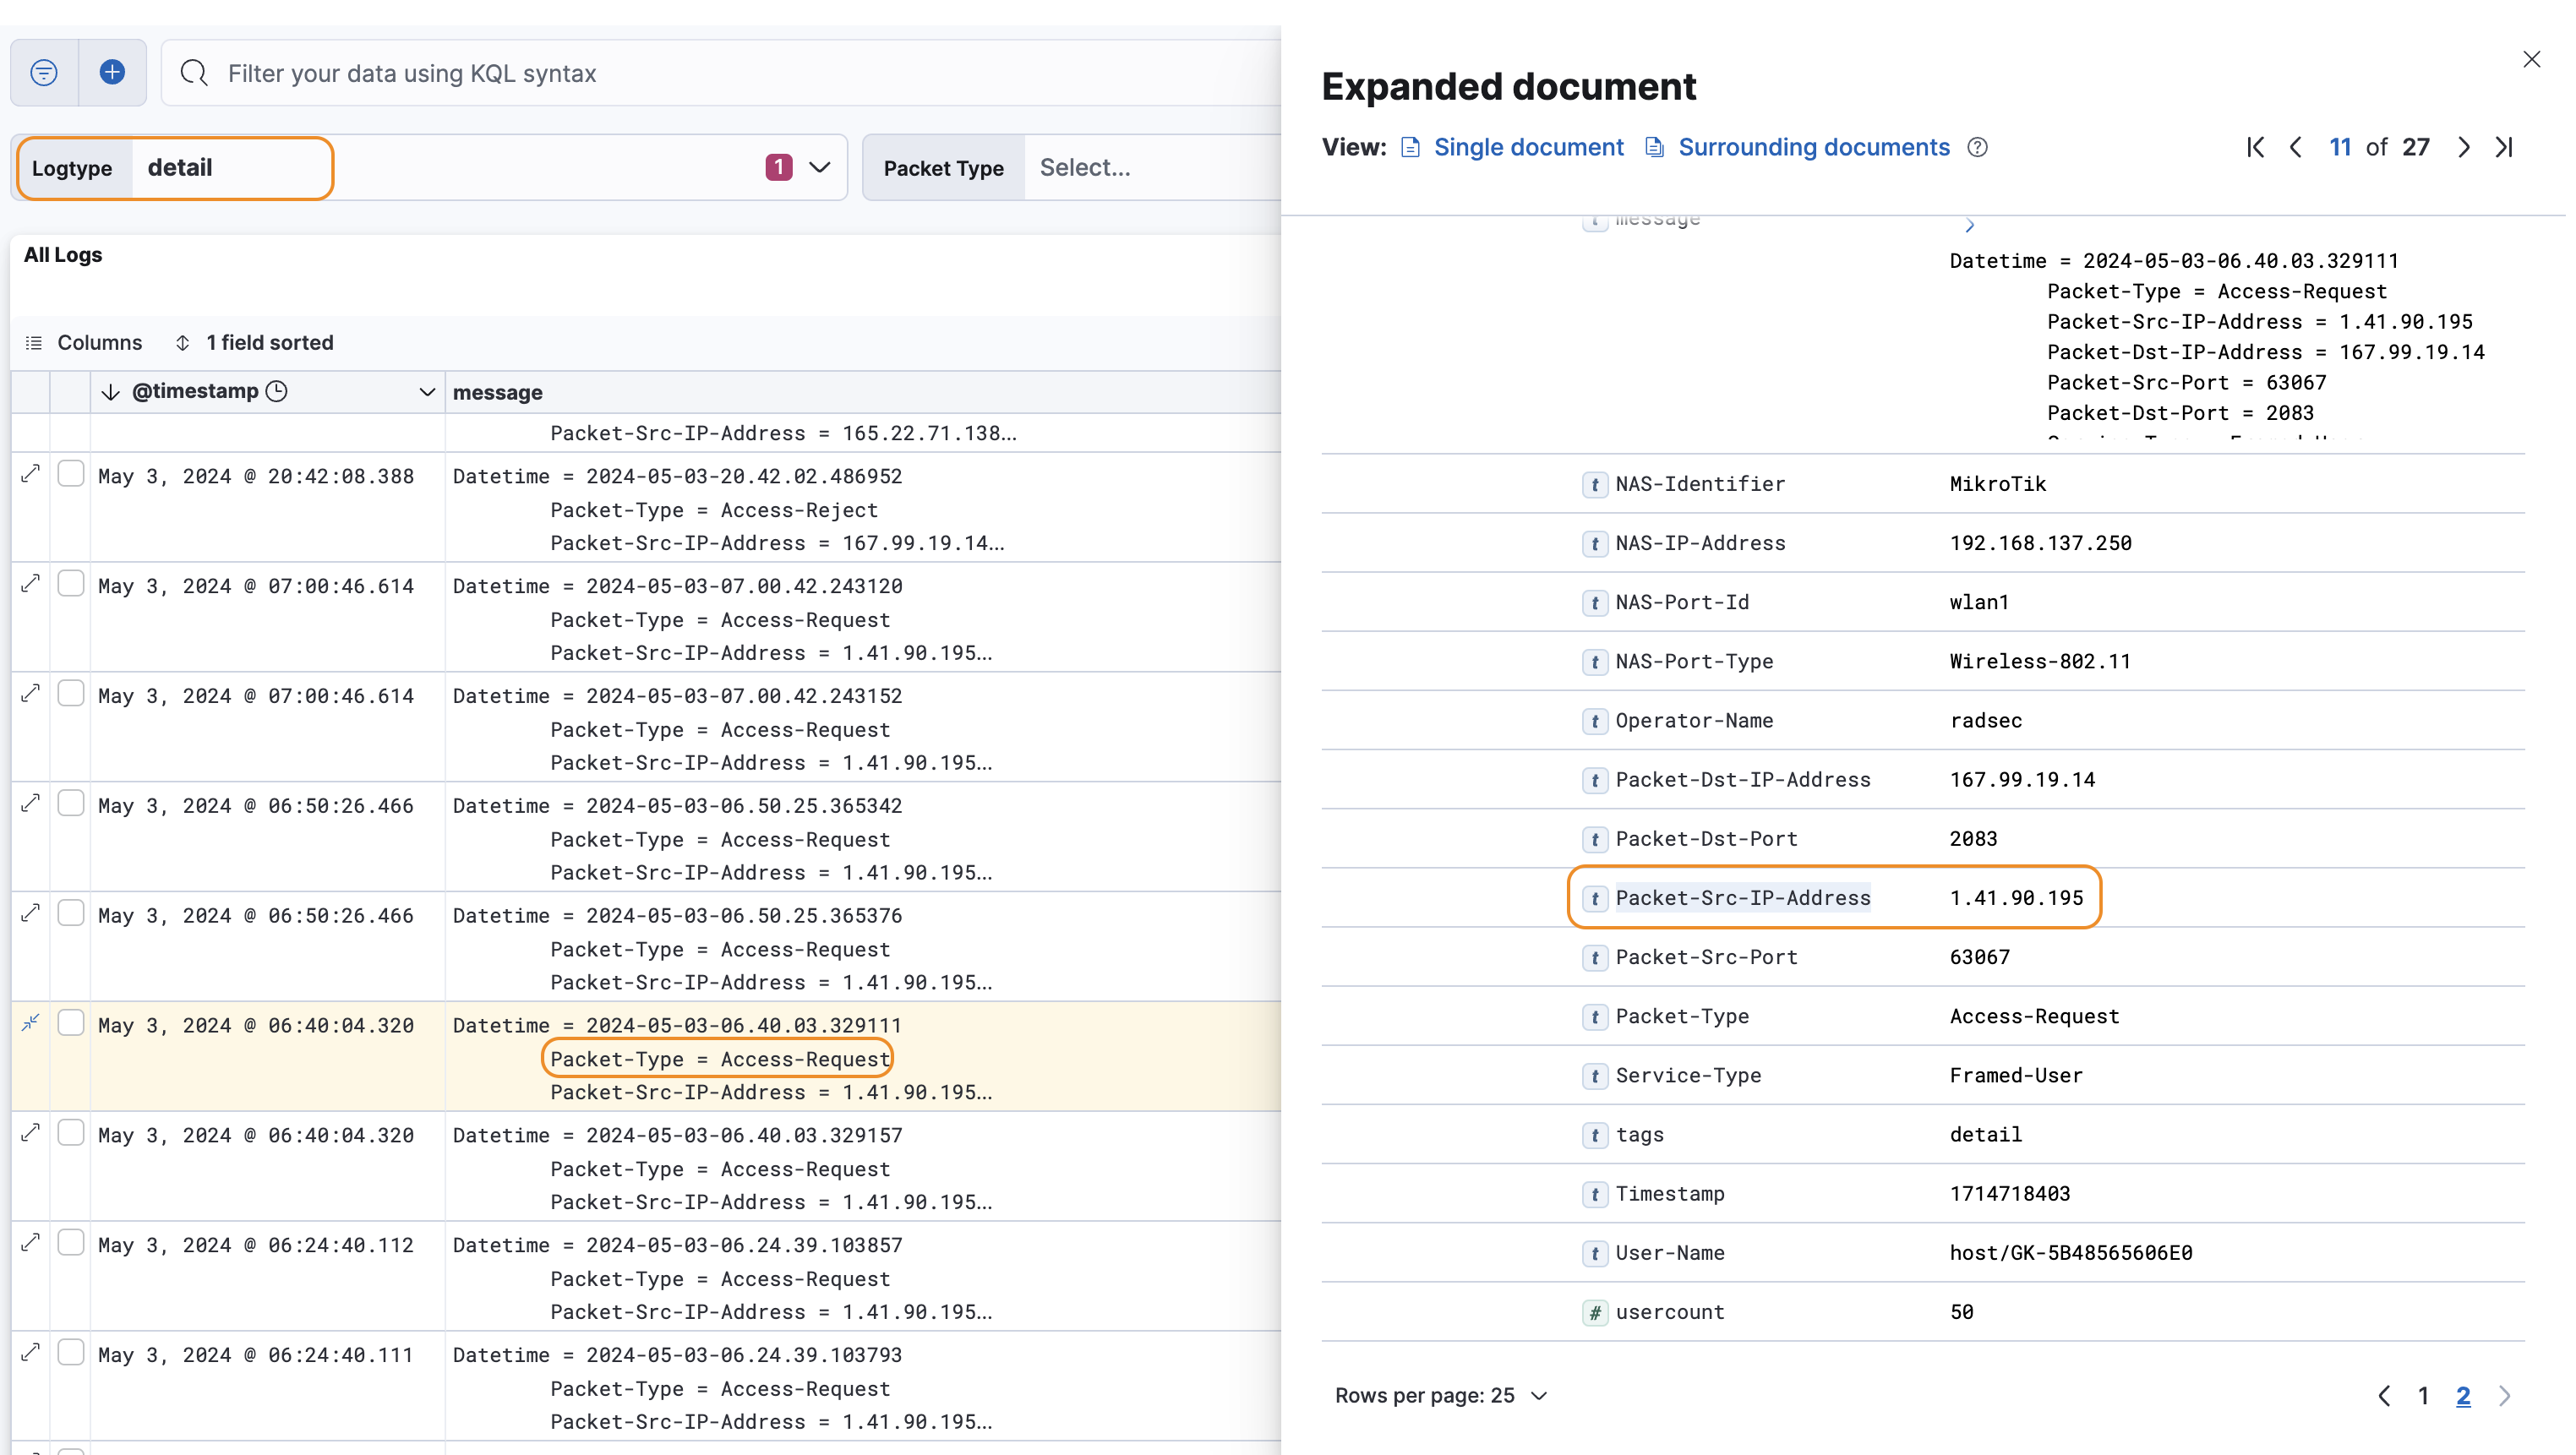 Filter your data using KQL syntax
Logtype detail 1 Packet Type Select...
All Logs
Columns 1 field sorted
@timestamp message
Packet-Src-IP-Address = 165.22.71.138...
May 3, 2024 @ 20:42:08.388 Datetime = 2024-05-03-20.42.02.486952
Packet-Type = Access-Reject
Packet-Src-IP-Address = 167.99.19.14...
May 3, 2024 @ 07:00:46.614 Datetime = 2024-05-03-07.00.42.243120
Packet-Type = Access-Request
Packet-Src-IP-Address = 1.41.90.195...
May 3, 2024 @ 07:00:46.614 Datetime = 2024-05-03-07.00.42.243152
Packet-Type = Access-Request
Packet-Src-IP-Address = 1.41.90.195...
May 3, 2024 @ 06:50:26.466 Datetime = 2024-05-03-06.50.25.365342
Packet-Type = Access-Request
Packet-Src-IP-Address = 1.41.90.195...
May 3, 2024 @ 06:50:26.466 Datetime = 2024-05-03-06.50.25.365376
Packet-Type = Access-Request
Packet-Src-IP-Address = 1.41.90.195...
May 3, 2024 @ 06:40:04.320 Datetime = 2024-05-03-06.40.03.329111
Packet-Type = Access-Request
Packet-Src-IP-Address = 1.41.90.195...
May 3, 2024 @ 06:40:04.320 Datetime = 2024-05-03-06.40.03.329157
Packet-Type = Access-Request
Packet-Src-IP-Address = 1.41.90.195...
May 3, 2024 @ 06:24:40.112 Datetime = 2024-05-03-06.24.39.103857
Packet-Type = Access-Request
Packet-Src-IP-Address = 1.41.90.195...
May 3, 2024 @ 06:24:40.111 Datetime = 2024-05-03-06.24.39.103793
Packet-Type = Access-Request
Packet-Src-IP-Address = 1.41.90.195...
Expanded document
View: Single document Surrounding documents 11 of 27
t message
Datetime = 2024-05-03-06.40.03.329111
Packet-Type = Access-Request
Packet-Src-IP-Address = 1.41.90.195
Packet-Dst-IP-Address = 167.99.19.14
Packet-Src-Port = 63067
Packet-Dst-Port = 2083
t NAS-Identifier MikroTik
t NAS-IP-Address 192.168.137.250
t NAS-Port-Id wlan1
t NAS-Port-Type Wireless-802.11
t Operator-Name radsec
t Packet-Dst-IP-Address 167.99.19.14
t Packet-Dst-Port 2083
t Packet-Src-IP-Address 1.41.90.195
t Packet-Src-Port 63067
t Packet-Type Access-Request
t Service-Type Framed-User
t tags detail
t Timestamp 1714718403
t User-Name host/GK-5B48565606E0
# usercount 50
Rows per page: 25 1 2